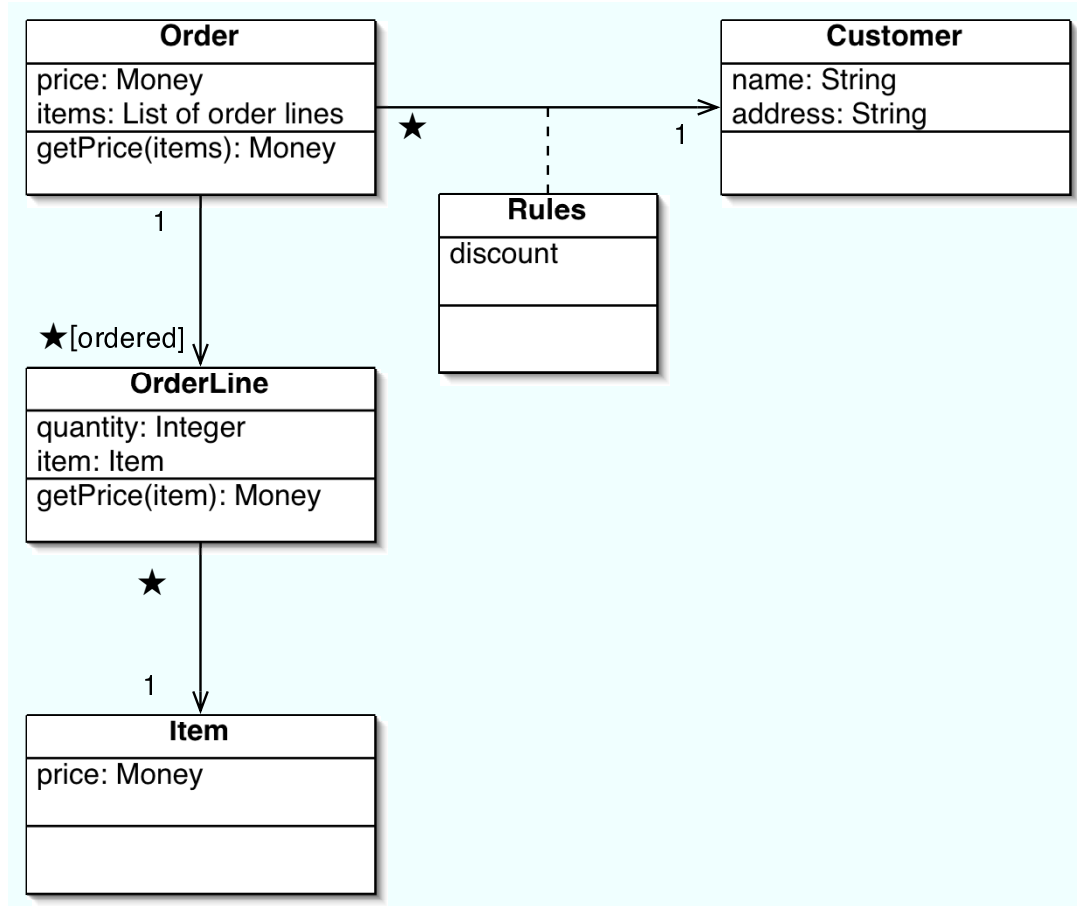 Order
price: Money
items: List of order lines
getPrice(items): Money
Customer
name: String
address: String
★
1
Rules
discount
1
★[ordered]
OrderLine
quantity: Integer
item: Item
getPrice(item): Money
★
1
Item
price: Money